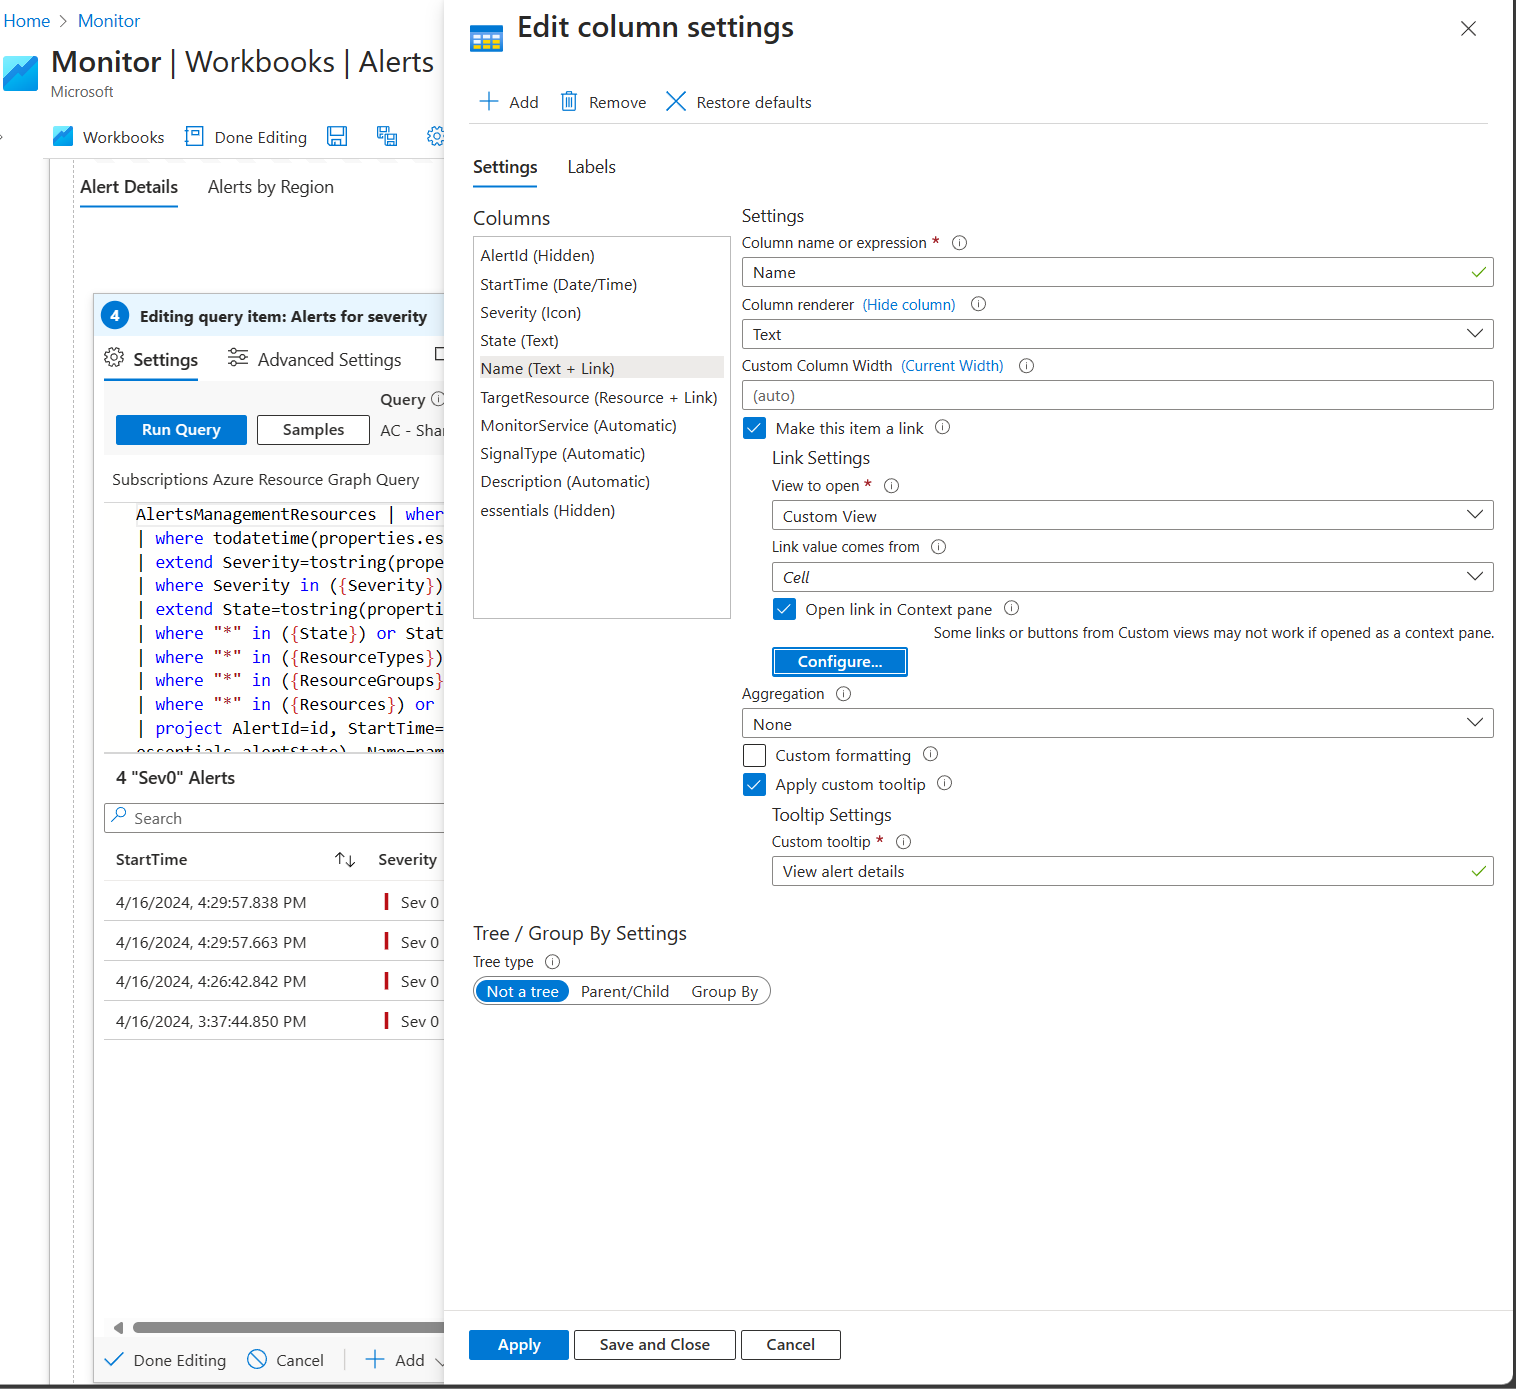 Home > Monitor
Monitor | Workbooks | Alerts
Microsoft
Workbooks Done Editing
Alert Details Alerts by Region
4 Editing query item: Alerts for severity
Settings Advanced Settings
Query
Run Query Samples AC - Shar
Subscriptions Azure Resource Graph Query
AlertsManagementResources | wher
| where todatetime(properties.es
| extend Severity=tostring(prope
| where Severity in ({Severity})
| extend State=tostring(properti
| where "*" in ({State}) or Stat
| where "*" in ({ResourceTypes})
| where "*" in ({ResourceGroups}
| where "*" in ({Resources}) or
| project AlertId=id, StartTime=
essentials.alertState), Name=nam
4 "Sev0" Alerts
Search
StartTime Severity
4/16/2024, 4:29:57.838 PM Sev 0
4/16/2024, 4:29:57.663 PM Sev 0
4/16/2024, 4:26:42.842 PM Sev 0
4/16/2024, 3:37:44.850 PM Sev 0
Done Editing Cancel Add
Edit column settings
Add Remove Restore defaults
Settings Labels
Columns
AlertId (Hidden)
StartTime (Date/Time)
Severity (Icon)
State (Text)
Name (Text + Link)
TargetResource (Resource + Link)
MonitorService (Automatic)
SignalType (Automatic)
Description (Automatic)
essentials (Hidden)
Settings
Column name or expression *
Name
Column renderer (Hide column)
Text
Custom Column Width (Current Width)
(auto)
Make this item a link
Link Settings
View to open *
Custom View
Link value comes from
Cell
Open link in Context pane
Some links or buttons from Custom views may not work if opened as a context pane.
Configure...
Aggregation
None
Custom formatting
Apply custom tooltip
Tooltip Settings
Custom tooltip *
View alert details
Tree / Group By Settings
Tree type
Not a tree Parent/Child Group By
Apply Save and Close Cancel